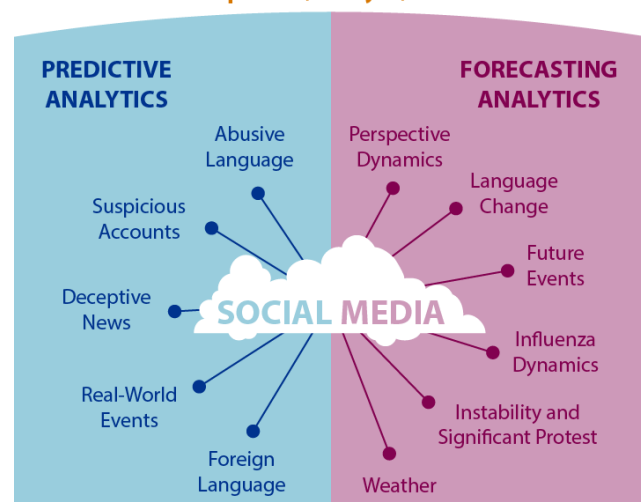 PREDICTIVE
ANALYTICS
FORECASTING
ANALYTICS
Abusive
Language
Suspicious
Accounts
Deceptive
News
Real-World
Events
Foreign
Language
Perspective
Dynamics
Language
Change
Future
Events
Influenza
Dynamics
Instability and
Significant Protest
Weather
SOCIAL MEDIA